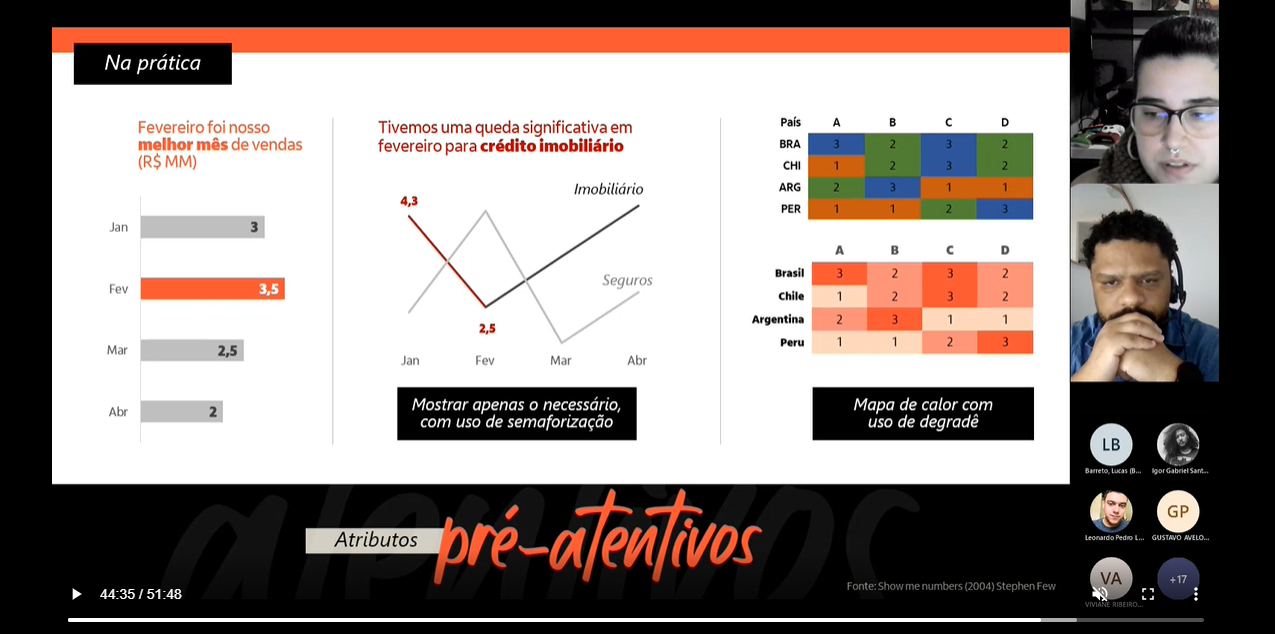 Na prática
Fevereiro foi nosso
melhor mês de vendas
(R$ MM)
Jan
3
Fev
3,5
Mar
2,5
Abr
2
Tivemos uma queda significativa em
fevereiro para crédito imobiliário
4,3
Imobiliário
Seguros
2,5
Jan Fev Mar Abr
Mostrar apenas o necessário,
com uso de semaforização
País A B C D
BRA 3 2 3 2
CHI 1 2 3 2
ARG 2 3 1 1
PER 1 1 2 3
A B C D
Brasil 3 2 3 2
Chile 1 2 3 2
Argentina 2 3 1 1
Peru 1 1 2 3
Mapa de calor com
uso de degradê
atentivos
Atributos pré-atentivos
Fonte: Show me numbers (2004) Stephen Few
44:35 / 51:48
LB
Barreto, Lucas (B...
Igor Gabriel Sant...
Leonardo Pedro L...
GP
GUSTAVO AVELO...
VA
VIVIANE RIBEIRO...
+17